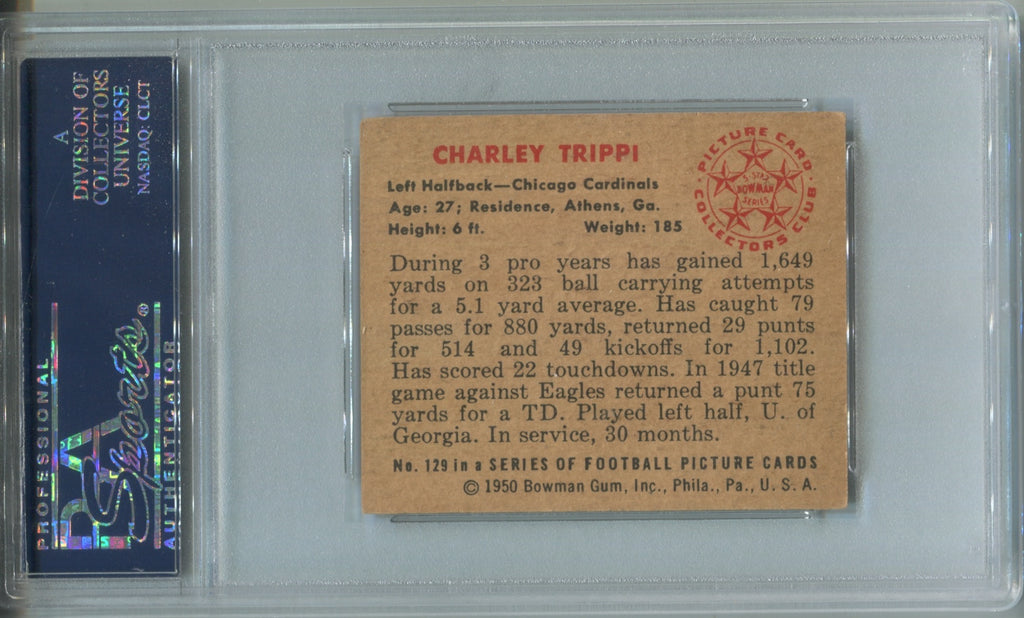 A
DIVISION OF
COLLECTORS
UNIVERSE
NASDAQ: CLCT
PROFESSIONAL
PSA
Sports®
AUTHENTICATOR
CHARLEY TRIPPI
Left Halfback—Chicago Cardinals
Age: 27; Residence, Athens, Ga.
Height: 6 ft. Weight: 185
PICTURE CARD
5-STAR
BOWMAN
SERIES
COLLECTORS CLUB
During 3 pro years has gained 1,649
yards on 323 ball carrying attempts
for a 5.1 yard average. Has caught 79
passes for 880 yards, returned 29 punts
for 514 and 49 kickoffs for 1,102.
Has scored 22 touchdowns. In 1947 title
game against Eagles returned a punt 75
yards for a TD. Played left half, U. of
Georgia. In service, 30 months.
No. 129 in a SERIES OF FOOTBALL PICTURE CARDS
© 1950 Bowman Gum, Inc., Phila., Pa., U. S. A.